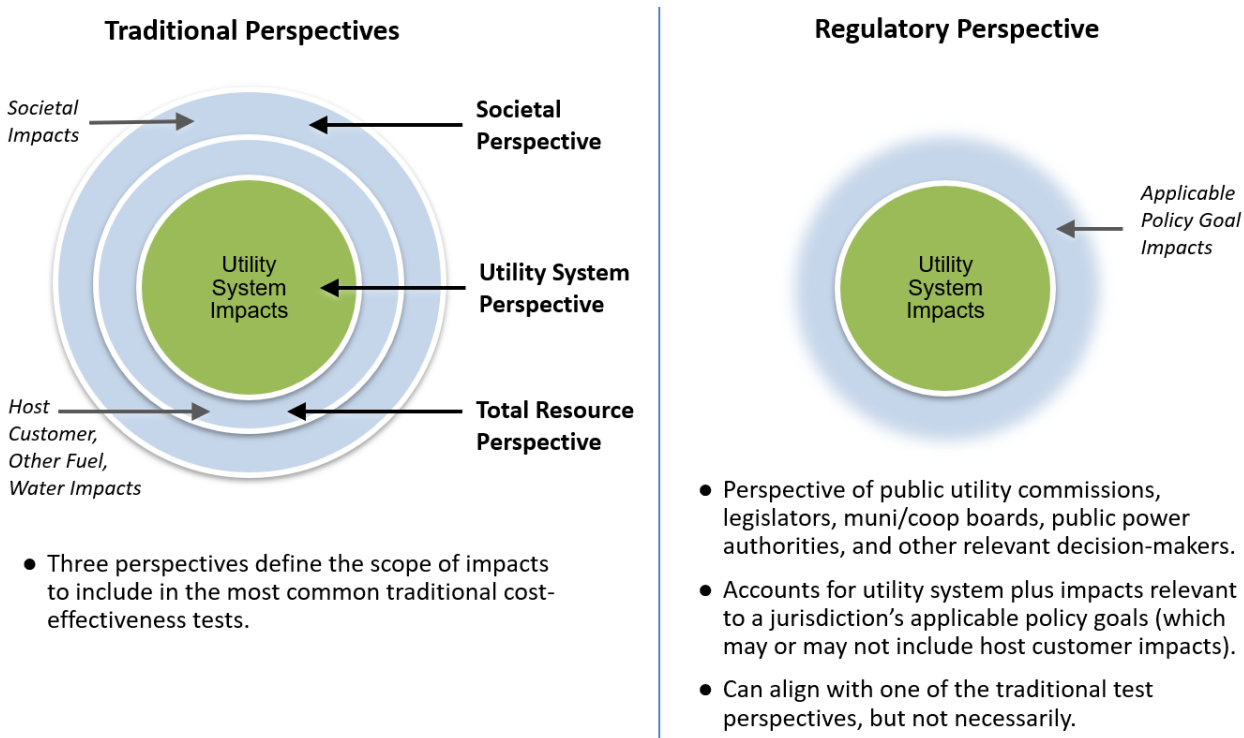 Traditional Perspectives
Societal
Impacts
Societal
Perspective
Utility
System
Impacts
Utility System
Perspective
Host
Customer,
Other Fuel,
Water Impacts
Total Resource
Perspective
● Three perspectives define the scope of impacts
to include in the most common traditional cost-
effectiveness tests.
Regulatory Perspective
Applicable
Policy Goal
Impacts
Utility
System
Impacts
● Perspective of public utility commissions,
legislators, muni/coop boards, public power
authorities, and other relevant decision-makers.
● Accounts for utility system plus impacts relevant
to a jurisdiction’s applicable policy goals (which
may or may not include host customer impacts).
● Can align with one of the traditional test
perspectives, but not necessarily.